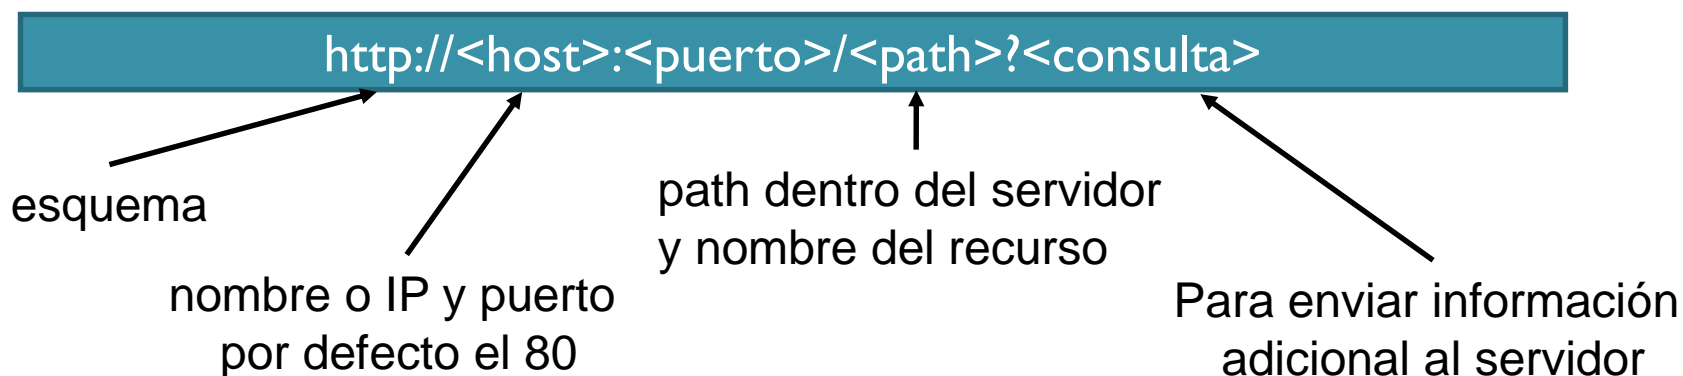 http://<host>:<puerto>/<path>?<consulta>
esquema
nombre o IP y puerto
por defecto el 80
path dentro del servidor
y nombre del recurso
Para enviar información
adicional al servidor